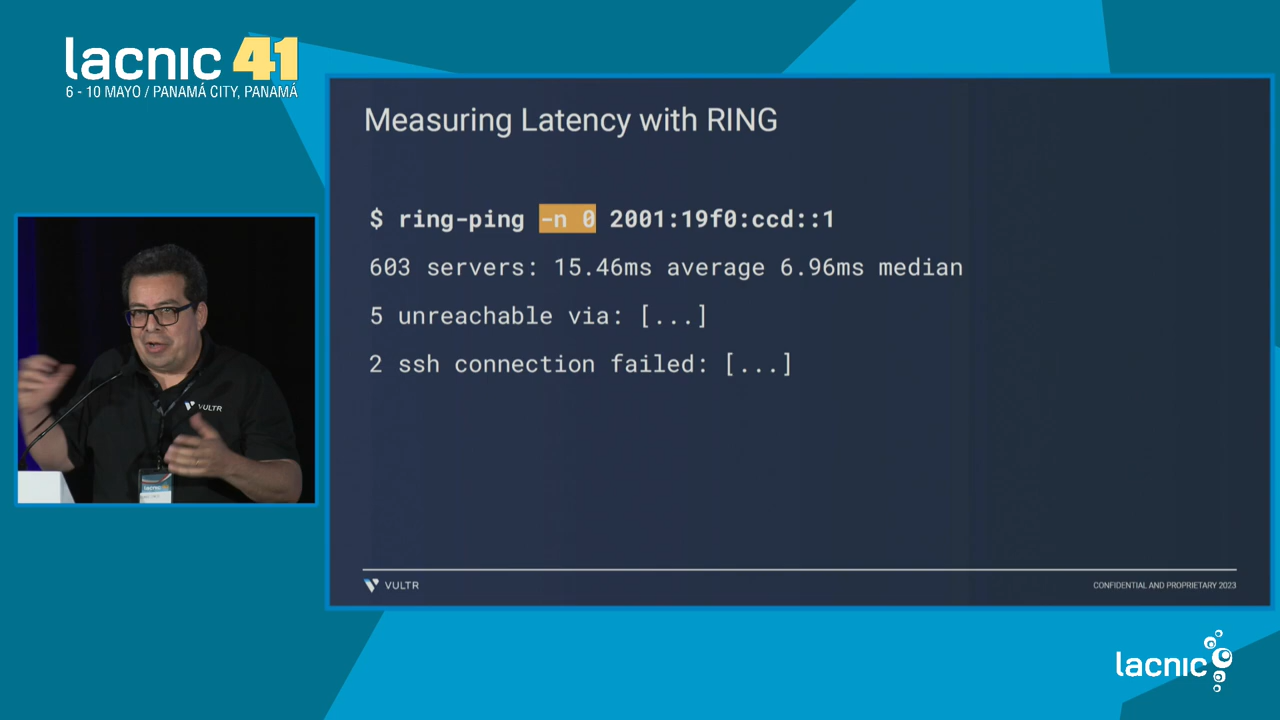 lacnic 41
6 - 10 MAYO / PANAMÁ CITY, PANAMÁ
Measuring Latency with RING
$ ring-ping -n 0 2001:19f0:ccd::1
603 servers: 15.46ms average 6.96ms median
5 unreachable via: [...]
2 ssh connection failed: [...]
VULTR
CONFIDENTIAL AND PROPRIETARY 2023
VULTR
lacnic
lacnic